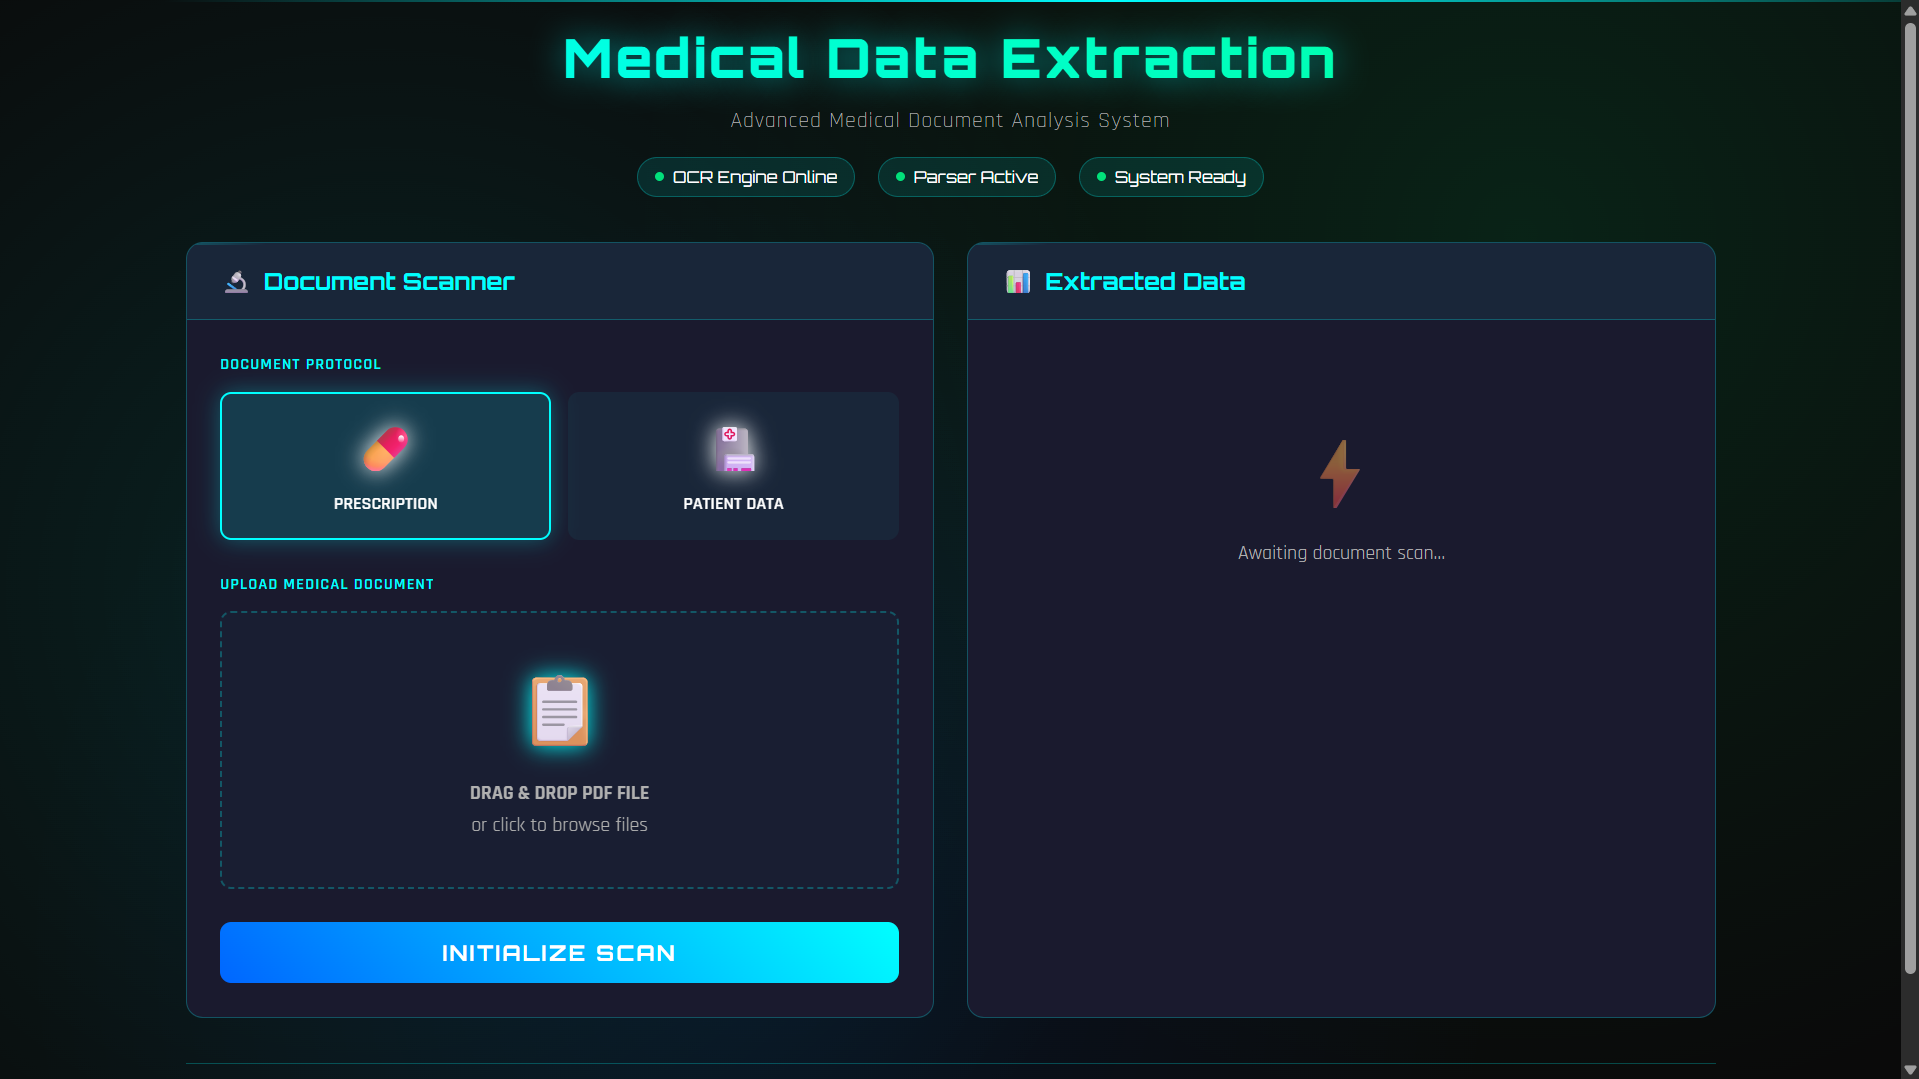 Medical Data Extraction
Advanced Medical Document Analysis System
OCR Engine Online
Parser Active
System Ready
Document Scanner
DOCUMENT PROTOCOL
PRESCRIPTION
PATIENT DATA
UPLOAD MEDICAL DOCUMENT
DRAG & DROP PDF FILE
or click to browse files
INITIALIZE SCAN
Extracted Data
Awaiting document scan...